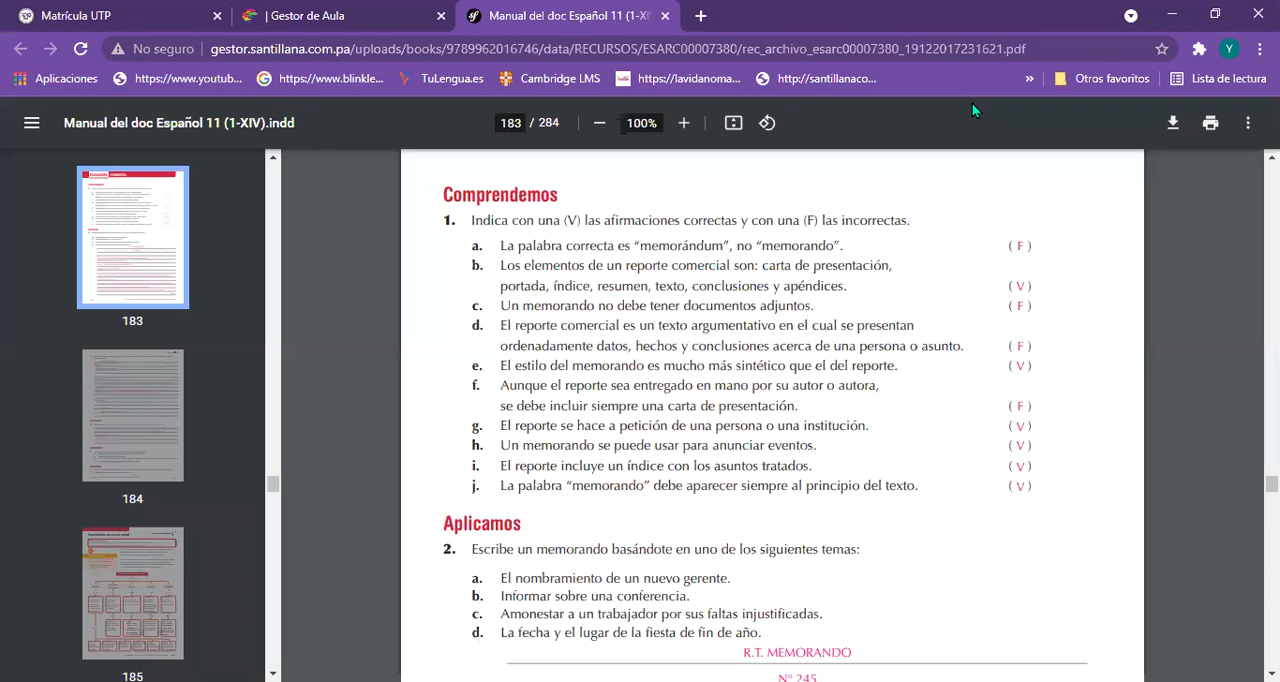 Matrícula UTP
Gestor de Aula
Manual del doc Español 11 (1-XI
No seguro
gestor.santillana.com.pa/uploads/books/9789962016746/data/RECURSOS/ESARC00007380/rec_archivo_esarc00007380_19122017231621.pdf
Y
Aplicaciones
https://www.youtub...
https://www.blinkle...
TuLengua.es
Cambridge LMS
https://lavidanoma...
http://santillanaco...
»
Otros favoritos
Lista de lectura
Manual del doc Español 11 (1-XIV).indd
183 / 284
100%
183
184
185
Comprendemos
1. Indica con una (V) las afirmaciones correctas y con una (F) las incorrectas.
a. La palabra correcta es “memorándum”, no “memorando”. ( F )
b. Los elementos de un reporte comercial son: carta de presentación,
portada, índice, resumen, texto, conclusiones y apéndices. ( V )
c. Un memorando no debe tener documentos adjuntos. ( F )
d. El reporte comercial es un texto argumentativo en el cual se presentan
ordenadamente datos, hechos y conclusiones acerca de una persona o asunto. ( F )
e. El estilo del memorando es mucho más sintético que el del reporte. ( V )
f. Aunque el reporte sea entregado en mano por su autor o autora,
se debe incluir siempre una carta de presentación. ( F )
g. El reporte se hace a petición de una persona o una institución. ( V )
h. Un memorando se puede usar para anunciar eventos. ( V )
i. El reporte incluye un índice con los asuntos tratados. ( V )
j. La palabra “memorando” debe aparecer siempre al principio del texto. ( V )
Aplicamos
2. Escribe un memorando basándote en uno de los siguientes temas:
a. El nombramiento de un nuevo gerente.
b. Informar sobre una conferencia.
c. Amonestar a un trabajador por sus faltas injustificadas.
d. La fecha y el lugar de la fiesta de fin de año.
R.T. MEMORANDO
N° 245